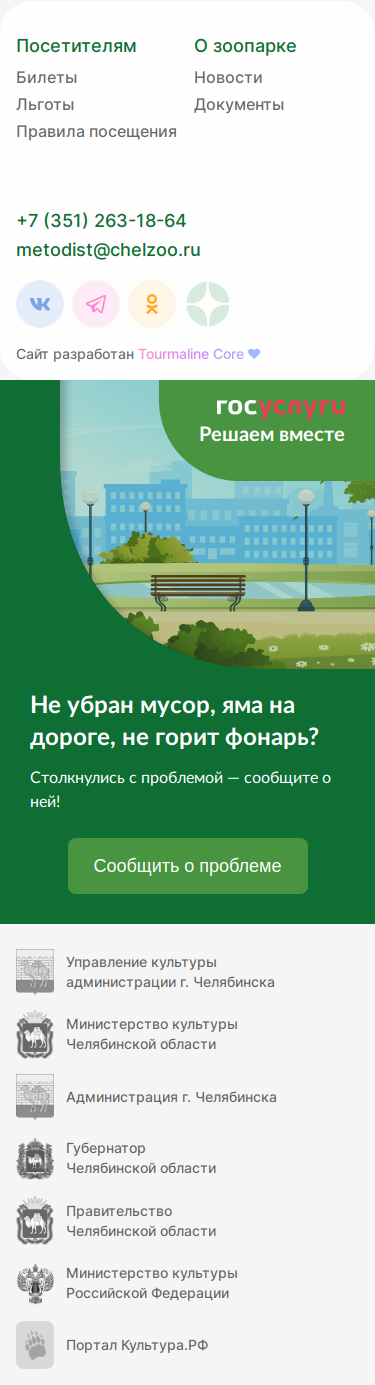 Посетителям
Билеты
Льготы
Правила посещения
О зоопарке
Новости
Документы
+7 (351) 263-18-64
metodist@chelzoo.ru
Сайт разработан Tourmaline Core
госуслуги
Решаем вместе
Не убран мусор, яма на
дороге, не горит фонарь?
Столкнулись с проблемой — сообщите о
ней!
Сообщить о проблеме
Управление культуры
администрации г. Челябинска
Министерство культуры
Челябинской области
Администрация г. Челябинска
Губернатор
Челябинской области
Правительство
Челябинской области
Министерство культуры
Российской Федерации
Портал Культура.РФ